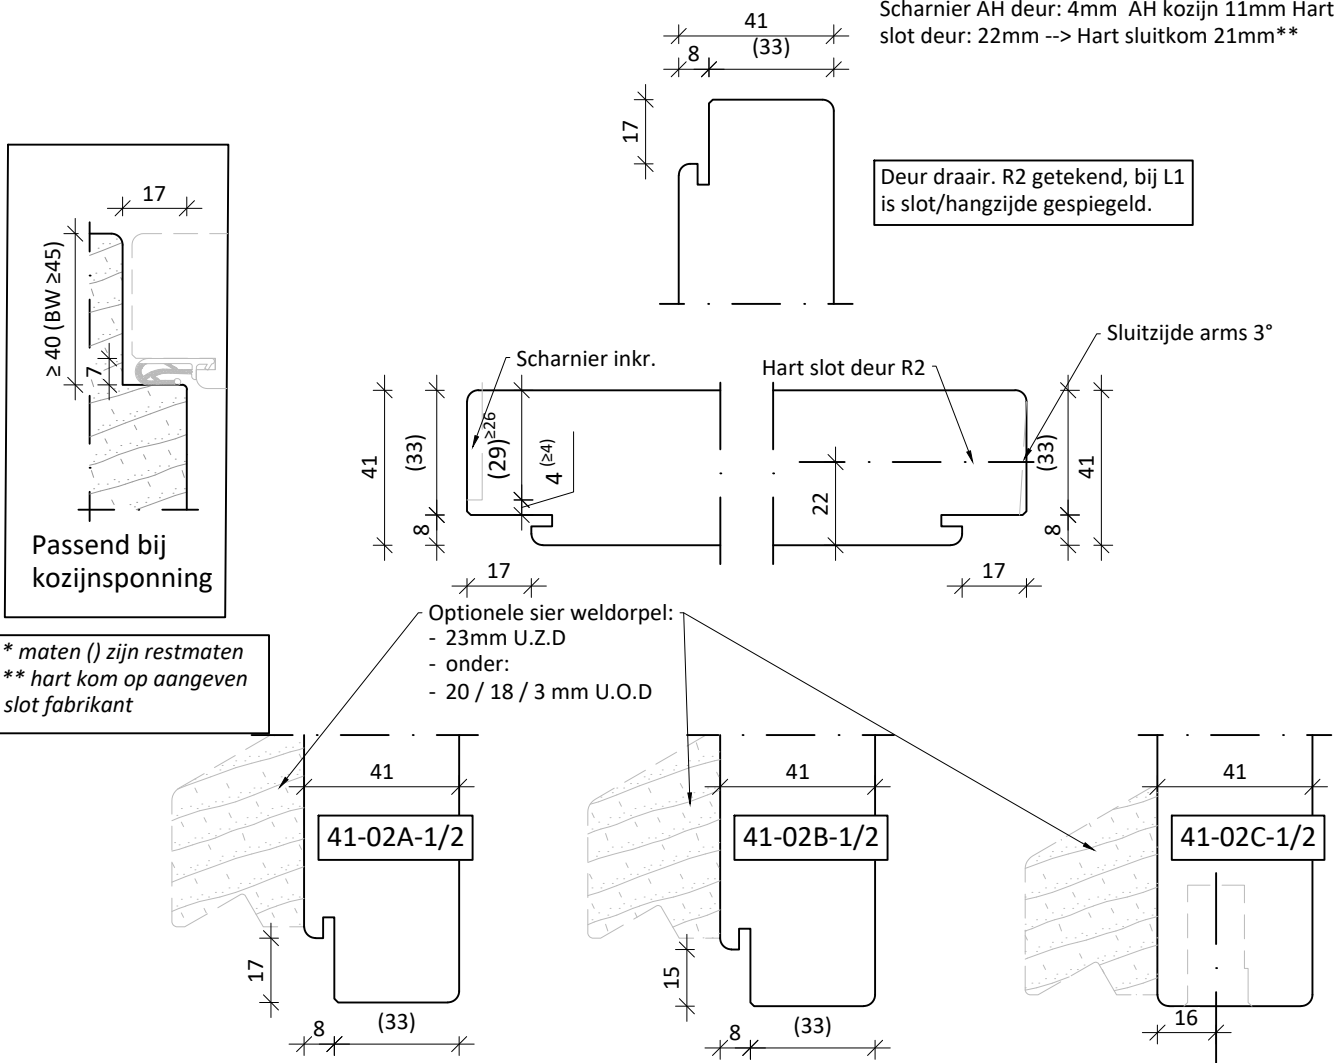 Scharnier AH deur: 4mm  AH kozijn 11mm Hart
slot deur: 22mm --> Hart sluitkom 21mm**
41
8
(33)
17
Deur draair. R2 getekend, bij L1
is slot/hangzijde gespiegeld.
17
≥ 40 (BW ≥45)
7
Passend bij
kozijnsponning
Scharnier inkr.
Hart slot deur R2
Sluitzijde arms 3°
41
(33)
8
(29) ≥26
4 (≥4)
22
(33)
8
41
17
17
* maten () zijn restmaten
** hart kom op aangeven
slot fabrikant
Optionele sier weldorpel:
- 23mm U.Z.D
- onder:
- 20 / 18 / 3 mm U.O.D
41
41-02A-1/2
17
8
(33)
41
41-02B-1/2
15
8
(33)
41
41-02C-1/2
16